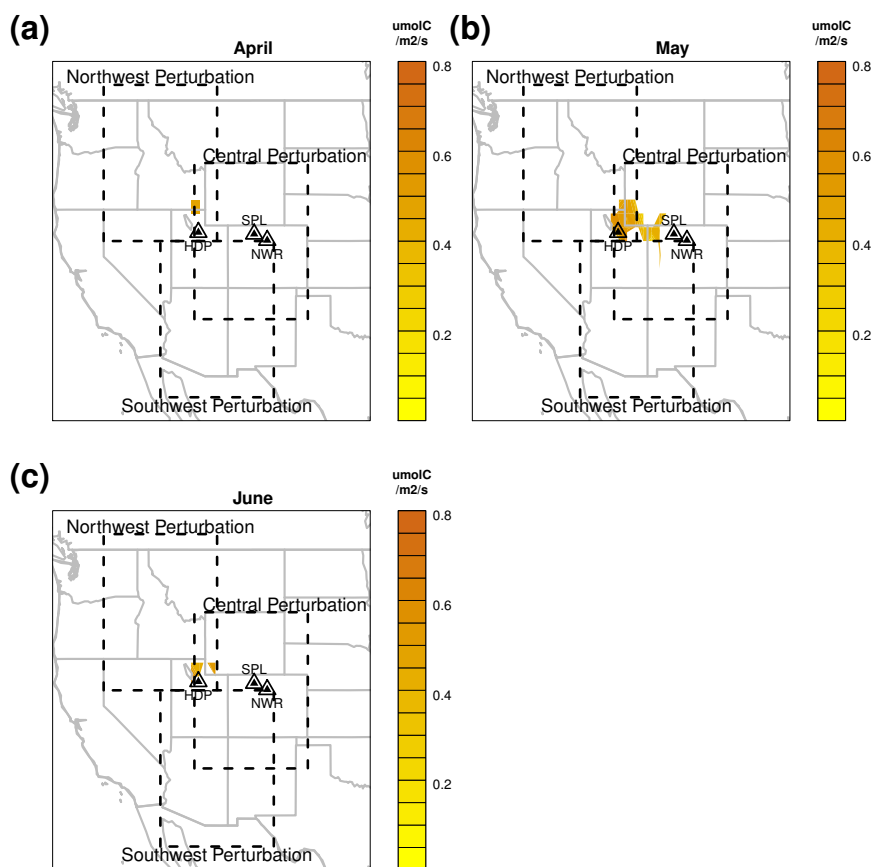 (a)
April
umolC
/m2/s
Northwest Perturbation
Central Perturbation
SPL
HDP
NWR
Southwest Perturbation
0.8
0.6
0.4
0.2
(b)
May
umolC
/m2/s
Northwest Perturbation
Central Perturbation
SPL
HDP
NWR
Southwest Perturbation
0.8
0.6
0.4
0.2
(c)
June
umolC
/m2/s
Northwest Perturbation
Central Perturbation
SPL
HDP
NWR
Southwest Perturbation
0.8
0.6
0.4
0.2